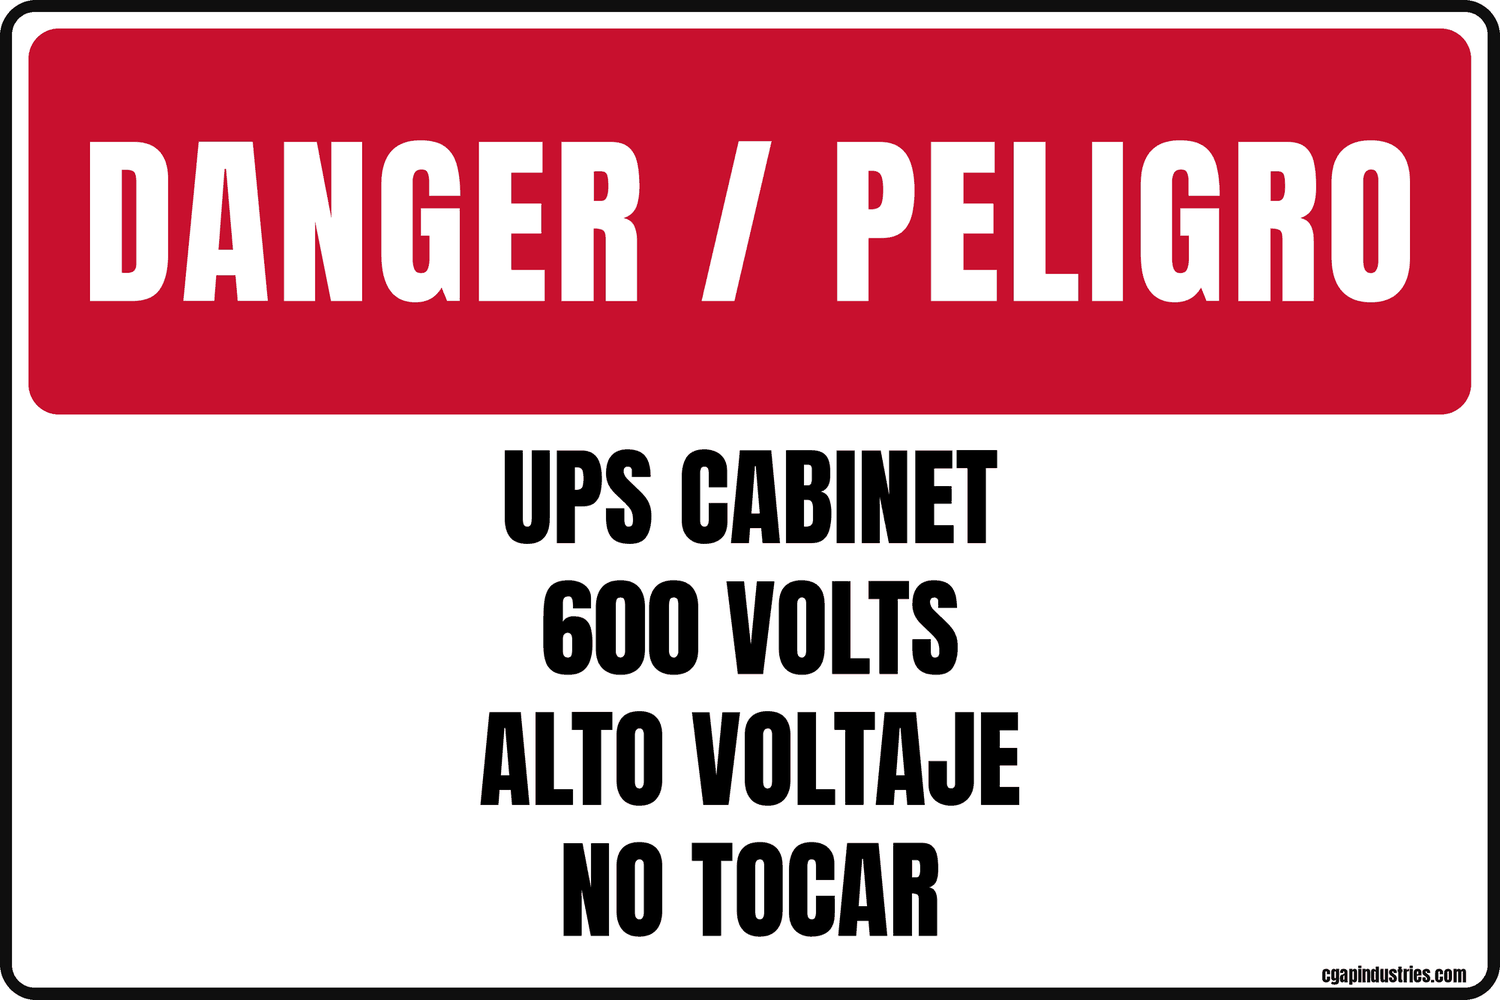 DANGER / PELIGRO
UPS CABINET
600 VOLTS
ALTO VOLTAJE
NO TOCAR
cgapindustries.com